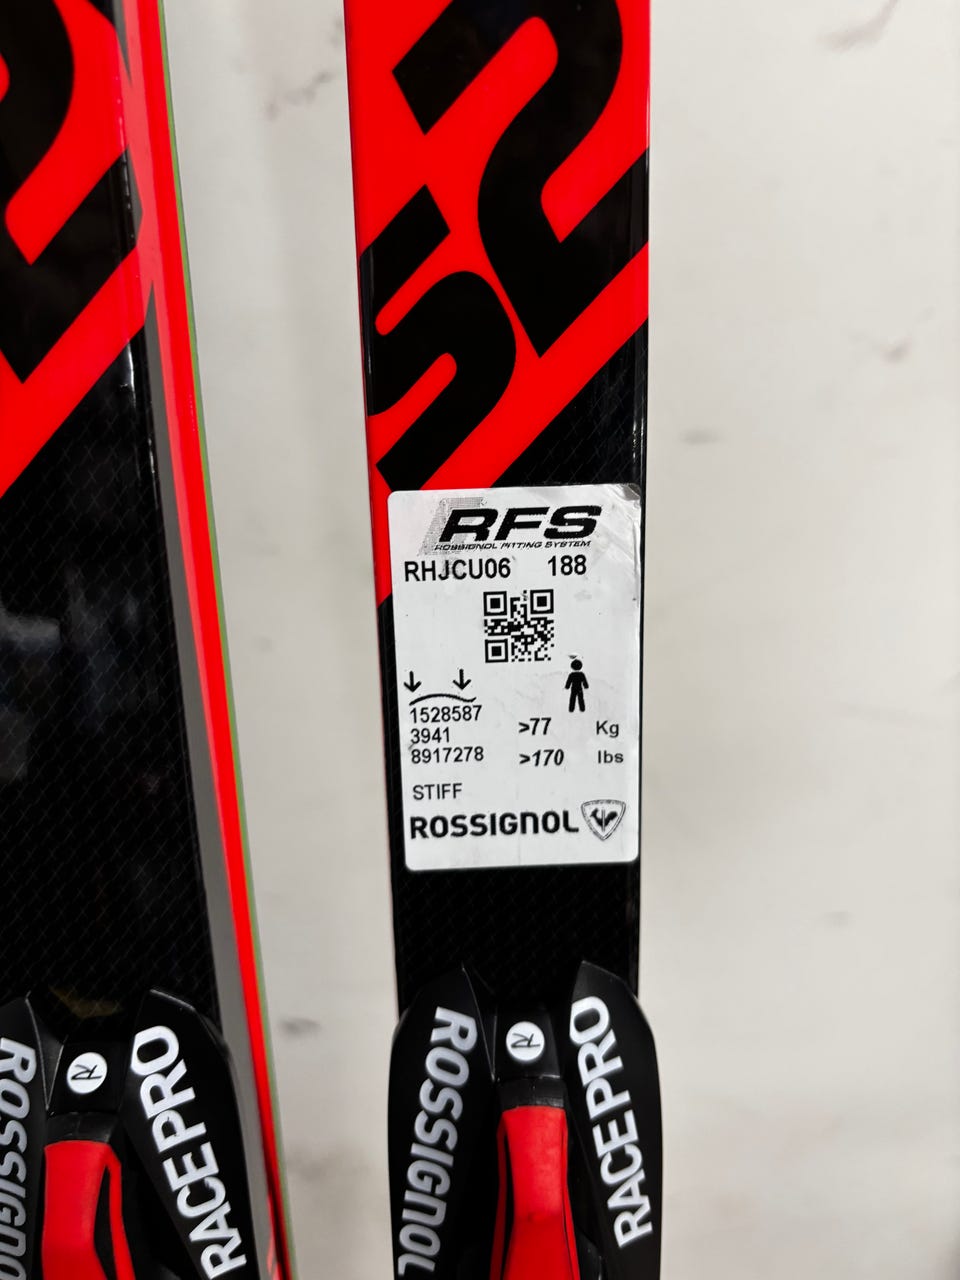 S2
RFS
ROSSIGNOL FITTING SYSTEM
RHJCU06 188
1528587
3941 >77 Kg
8917278 >170 lbs
STIFF
ROSSIGNOL
R
ROSSIGNOL
RACE PRO
R
ROSSIGNOL
RACE PRO